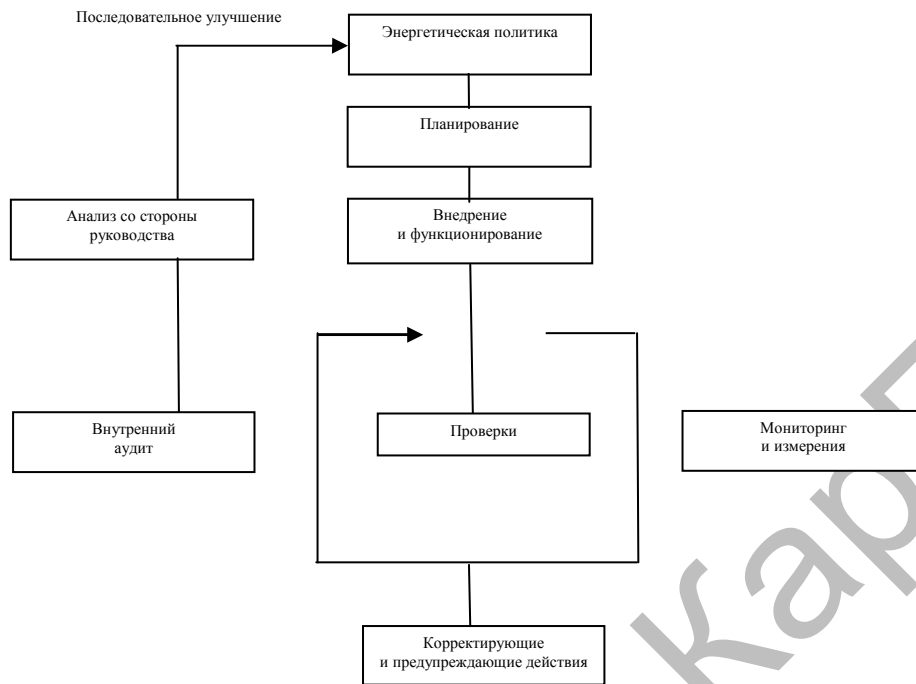 Последовательное улучшение
Энергетическая политика
Планирование
Анализ со стороны
руководства
Внедрение
и функционирование
Внутренний
аудит
Проверки
Мониторинг
и измерения
Корректирующие
и предупреждающие действия